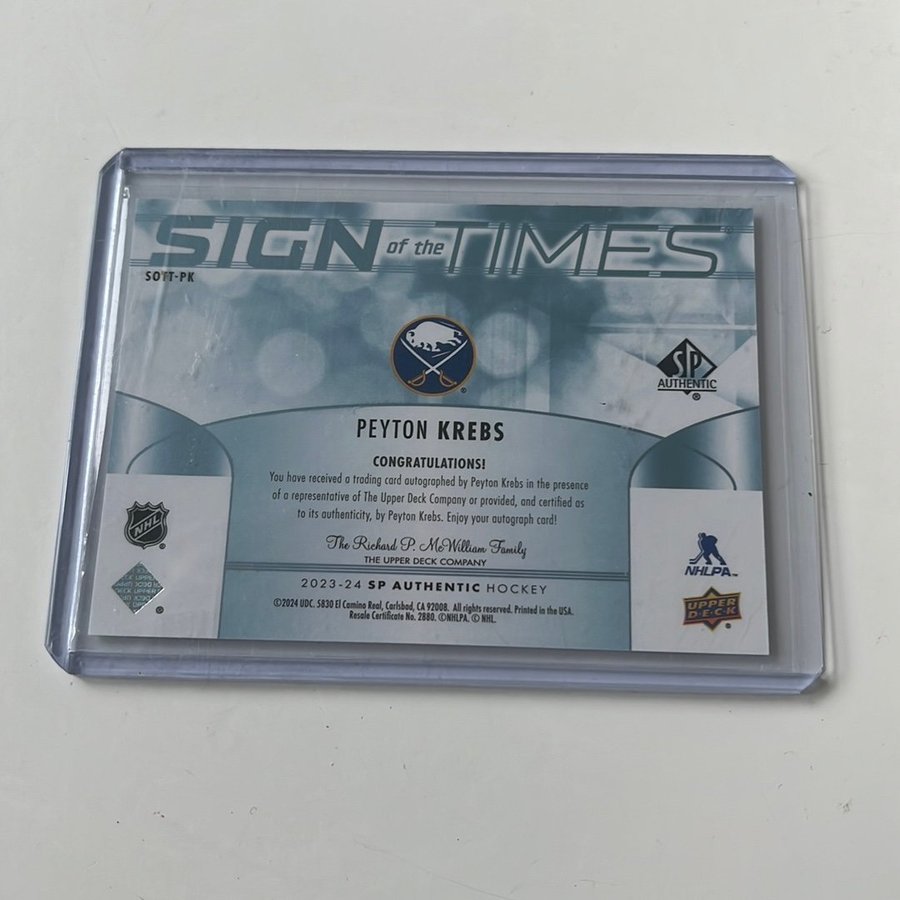 SIGN of the TIMES®
SOTT-PK
SP
AUTHENTIC
®
PEYTON KREBS
CONGRATULATIONS!
You have received a trading card autographed by Peyton Krebs in the presence
of a representative of The Upper Deck Company or provided, and certified as
to its authenticity, by Peyton Krebs. Enjoy your autograph card!
The Richard P. McWilliam Family
THE UPPER DECK COMPANY
2023-24 SP AUTHENTIC HOCKEY
©2024 UDC. 5830 El Camino Real, Carlsbad, CA 92008. All rights reserved. Printed in the USA.
Resale Certificate No. 2880. ©NHLPA. © NHL.
NHL
®
NHLPA™
UPPER
DECK
®